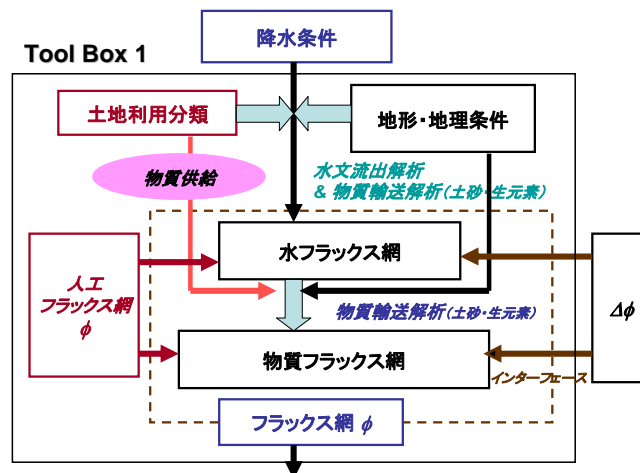 降水条件
Tool Box 1
土地利用分類
地形・地理条件
物質供給
水文流出解析
& 物質輸送解析(土砂・生元素)
水フラックス網
人工
フラックス網
φ
物質輸送解析(土砂・生元素)
Δφ
物質フラックス網
インターフェース
フラックス網 φ